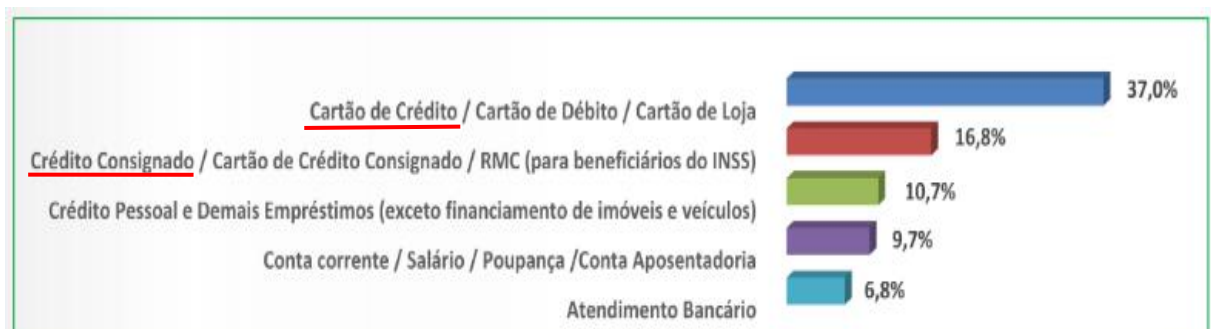 Cartão de Crédito / Cartão de Débito / Cartão de Loja
37,0%
Crédito Consignado / Cartão de Crédito Consignado / RMC (para beneficiários do INSS)
16,8%
Crédito Pessoal e Demais Empréstimos (exceto financiamento de imóveis e veículos)
10,7%
Conta corrente / Salário / Poupança /Conta Aposentadoria
9,7%
Atendimento Bancário
6,8%